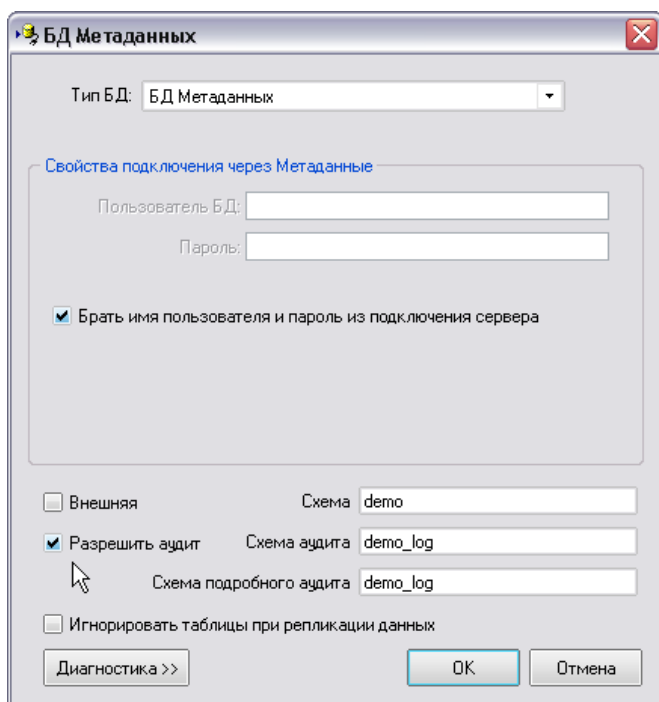 БД Метаданных
Тип БД: БД Метаданных
Свойства подключения через Метаданные
Пользователь БД:
Пароль:
Брать имя пользователя и пароль из подключения сервера
Внешняя Схема demo
Разрешить аудит Схема аудита demo_log
Схема подробного аудита demo_log
Игнорировать таблицы при репликации данных
Диагностика >> OK Отмена